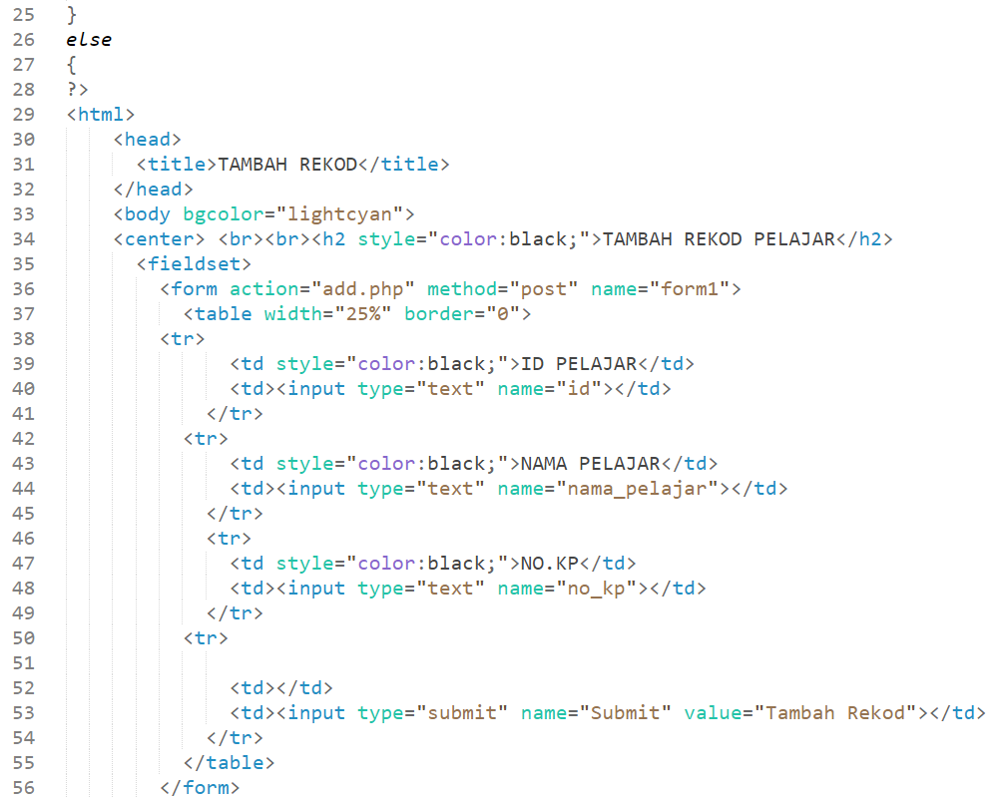 25 }
26 else
27 {
28 ?>
29 <html>
30 <head>
31 <title>TAMBAH REKOD</title>
32 </head>
33 <body bgcolor="lightcyan">
34 <center> <br><br><h2 style="color:black;">TAMBAH REKOD PELAJAR</h2>
35 <fieldset>
36 <form action="add.php" method="post" name="form1">
37 <table width="25%" border="0">
38 <tr>
39 <td style="color:black;">ID PELAJAR</td>
40 <td><input type="text" name="id"></td>
41 </tr>
42 <tr>
43 <td style="color:black;">NAMA PELAJAR</td>
44 <td><input type="text" name="nama_pelajar"></td>
45 </tr>
46 <tr>
47 <td style="color:black;">NO.KP</td>
48 <td><input type="text" name="no_kp"></td>
49 </tr>
50 <tr>
51
52 <td></td>
53 <td><input type="submit" name="Submit" value="Tambah Rekod"></td>
54 </tr>
55 </table>
56 </form>